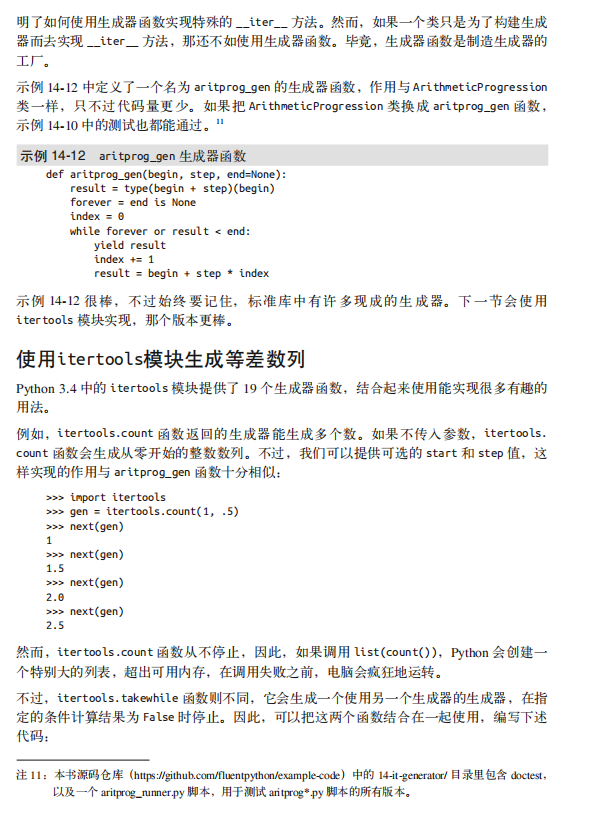 明了如何使用生成器函数实现特殊的 __iter__ 方法。然而，如果一个类只是为了构建生成
器而去实现 __iter__ 方法，那还不如使用生成器函数。毕竟，生成器函数是制造生成器的
工厂。
示例 14-12 中定义了一个名为 aritprog_gen 的生成器函数，作用与 ArithmeticProgression
类一样，只不过代码量更少。如果把 ArithmeticProgression 类换成 aritprog_gen 函数，
示例 14-10 中的测试也都能通过。11
示例 14-12 aritprog_gen 生成器函数
def aritprog_gen(begin, step, end=None):
    result = type(begin + step)(begin)
    forever = end is None
    index = 0
    while forever or result < end:
        yield result
        index += 1
        result = begin + step * index
示例 14-12 很棒，不过始终要记住，标准库中有许多现成的生成器。下一节会使用
itertools 模块实现，那个版本更棒。
使用itertools模块生成等差数列
Python 3.4 中的 itertools 模块提供了 19 个生成器函数，结合起来使用能实现很多有趣的
用法。
例如，itertools.count 函数返回的生成器能生成多个数。如果不传入参数，itertools.
count 函数会生成从零开始的整数数列。不过，我们可以提供可选的 start 和 step 值，这
样实现的作用与 aritprog_gen 函数十分相似：
>>> import itertools
>>> gen = itertools.count(1, .5)
>>> next(gen)
1
>>> next(gen)
1.5
>>> next(gen)
2.0
>>> next(gen)
2.5
然而，itertools.count 函数从不停止，因此，如果调用 list(count())，Python 会创建一
个特别大的列表，超出可用内存，在调用失败之前，电脑会疯狂地运转。
不过，itertools.takewhile 函数则不同，它会生成一个使用另一个生成器的生成器，在指
定的条件计算结果为 False 时停止。因此，可以把这两个函数结合在一起使用，编写下述
代码：
注 11：本书源码仓库（https://github.com/fluentpython/example-code）中的 14-it-generator/ 目录里包含 doctest，
以及一个 aritprog_runner.py 脚本，用于测试 aritprog*.py 脚本的所有版本。